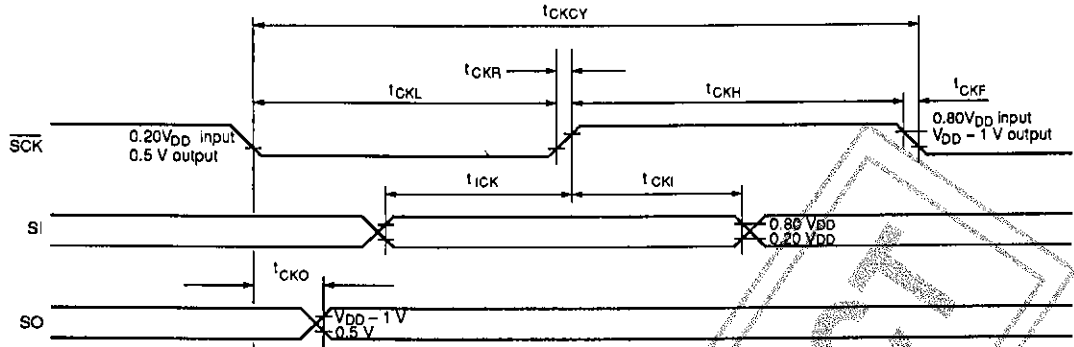 tCKCY
tCKR
tCKL
tCKH
tCKF
SCK
0.20VDD input
0.5 V output
0.80VDD input
VDD – 1 V output
tICK
tCKI
SI
0.80 VDD
0.20 VDD
tCKO
SO
VDD – 1 V
0.5 V